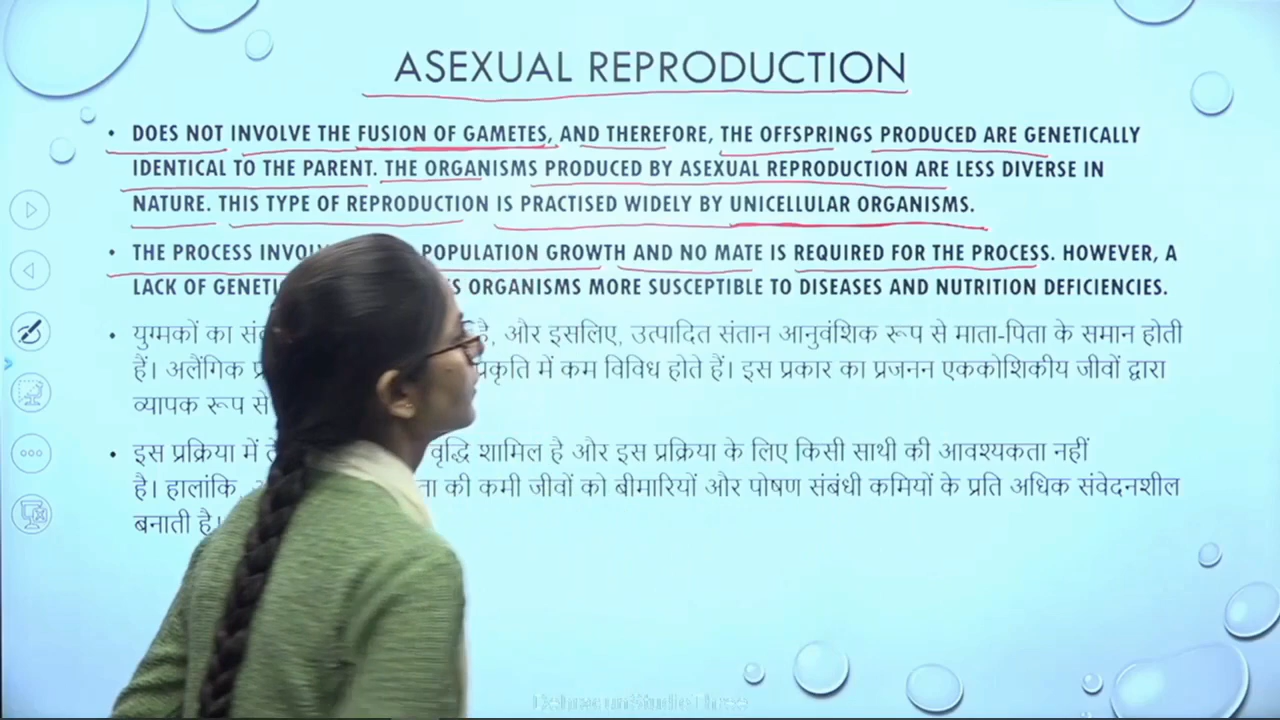 ASEXUAL REPRODUCTION
• DOES NOT INVOLVE THE FUSION OF GAMETES, AND THEREFORE, THE OFFSPRINGS PRODUCED ARE GENETICALLY
IDENTICAL TO THE PARENT. THE ORGANISMS PRODUCED BY ASEXUAL REPRODUCTION ARE LESS DIVERSE IN
NATURE. THIS TYPE OF REPRODUCTION IS PRACTISED WIDELY BY UNICELLULAR ORGANISMS.
• THE PROCESS POPULATION GROWTH AND NO MATE IS REQUIRED FOR THE PROCESS. HOWEVER, A
LACK OF ORGANISMS MORE SUSCEPTIBLE TO DISEASES AND NUTRITION DEFICIENCIES.
• युग्मकों का है, और इसलिए, उत्पादित संतान आनुवंशिक रूप से माता-पिता के समान होती
हैं। अलैंगिक प्रकृति में कम विविध होते हैं। इस प्रकार का प्रजनन एककोशिकीय जीवों द्वारा
व्यापक रूप से
• इस प्रक्रिया में वृद्धि शामिल है और इस प्रक्रिया के लिए किसी साथी की आवश्यकता नहीं
है। हालांकि, की कमी जीवों को बीमारियों और पोषण संबंधी कमियों के प्रति अधिक संवेदनशील
बनाती है।